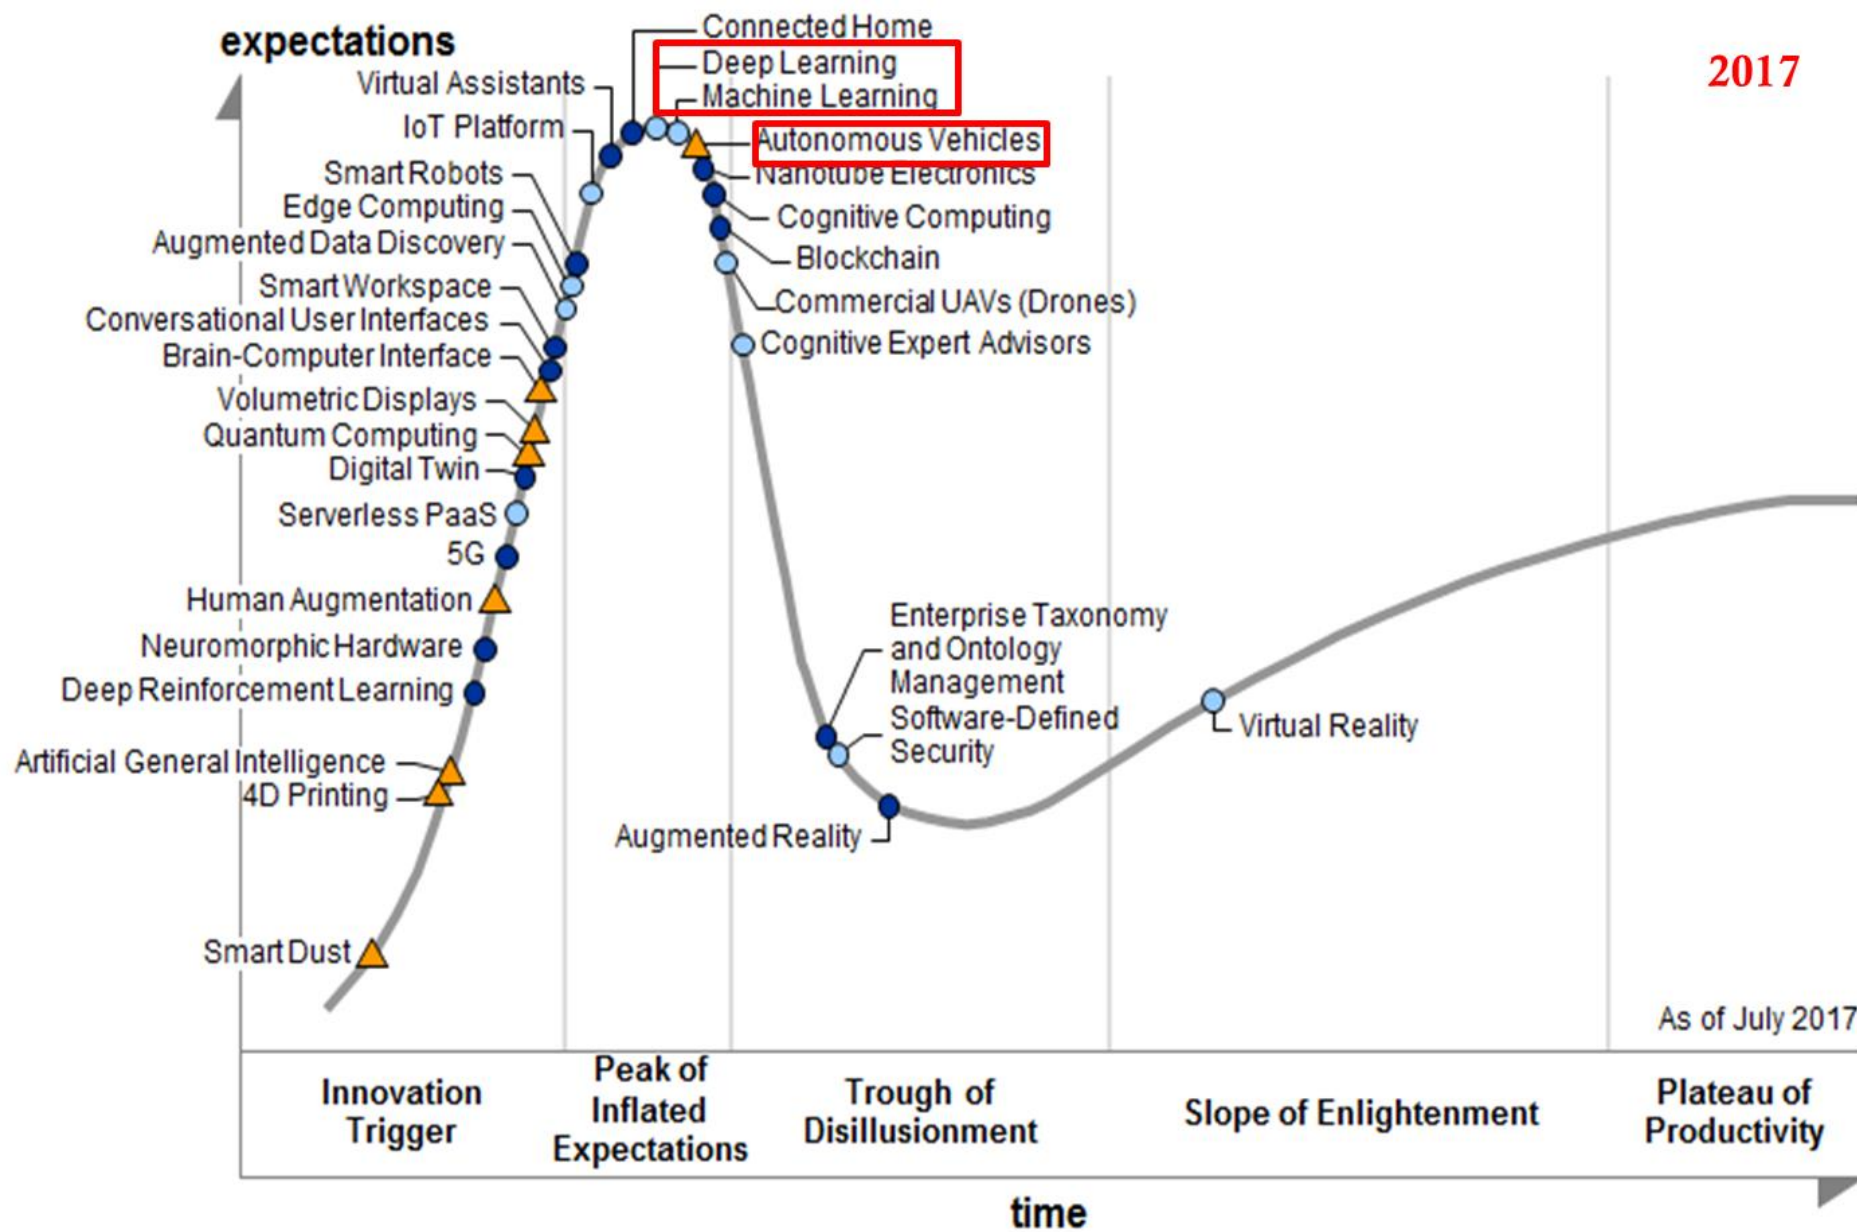 expectations
2017
Connected Home
Deep Learning
Machine Learning
Autonomous Vehicles
Nanotube Electronics
Cognitive Computing
Blockchain
Commercial UAVs (Drones)
Cognitive Expert Advisors
Virtual Assistants
IoT Platform
Smart Robots
Edge Computing
Augmented Data Discovery
Smart Workspace
Conversational User Interfaces
Brain-Computer Interface
Volumetric Displays
Quantum Computing
Digital Twin
Serverless PaaS
5G
Human Augmentation
Neuromorphic Hardware
Deep Reinforcement Learning
Artificial General Intelligence
4D Printing
Smart Dust
Enterprise Taxonomy
and Ontology
Management
Software-Defined
Security
Augmented Reality
Virtual Reality
As of July 2017
Innovation
Trigger
Peak of
Inflated
Expectations
Trough of
Disillusionment
Slope of Enlightenment
Plateau of
Productivity
time